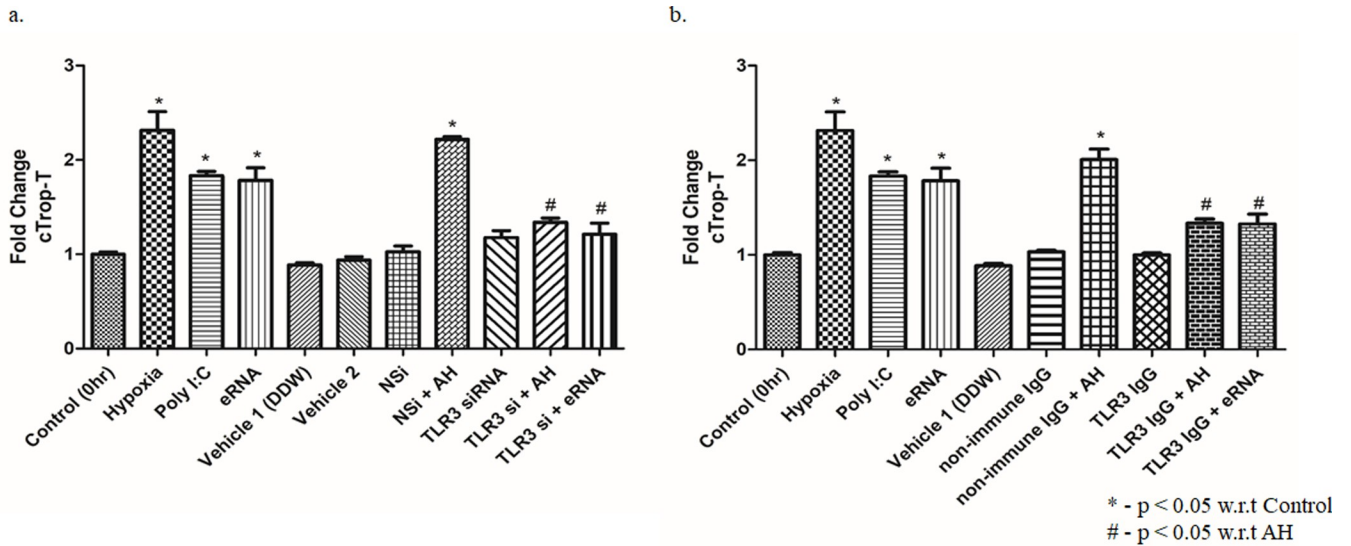 a.
3
2
1
0
Fold Change
cTrop-T
*
*
*
*
#
#
Control (0hr)
Hypoxia
Poly I:C
eRNA
Vehicle 1 (DDW)
Vehicle 2
NSi
NSi + AH
TLR3 siRNA
TLR3 si + AH
TLR3 si + eRNA
b.
3
2
1
0
Fold Change
cTrop-T
*
*
*
*
#
#
Control (0hr)
Hypoxia
Poly I:C
eRNA
Vehicle 1 (DDW)
non-immune IgG
non-immune IgG + AH
TLR3 IgG
TLR3 IgG + AH
TLR3 IgG + eRNA
* - p < 0.05 w.r.t Control
# - p < 0.05 w.r.t AH